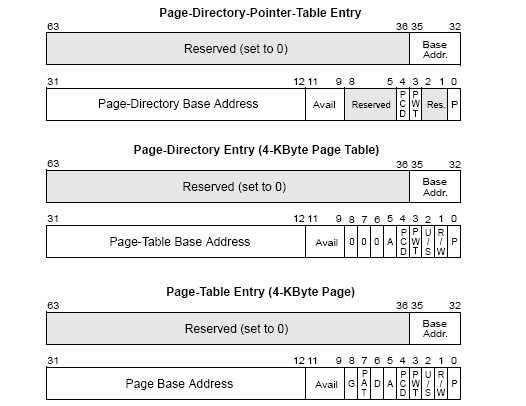 Page-Directory-Pointer-Table Entry
63 36 35 32
Reserved (set to 0) Base Addr.
31 12 11 9 8 5 4 3 2 1 0
Page-Directory Base Address Avail Reserved PCD PWT Res. P
Page-Directory Entry (4-KByte Page Table)
63 36 35 32
Reserved (set to 0) Base Addr.
31 12 11 9 8 7 6 5 4 3 2 1 0
Page-Table Base Address Avail 0 0 0 A PCD PWT U/S R/W P
Page-Table Entry (4-KByte Page)
63 36 35 32
Reserved (set to 0) Base Addr.
31 12 11 9 8 7 6 5 4 3 2 1 0
Page Base Address Avail G PAT D A PCD PWT U/S R/W P